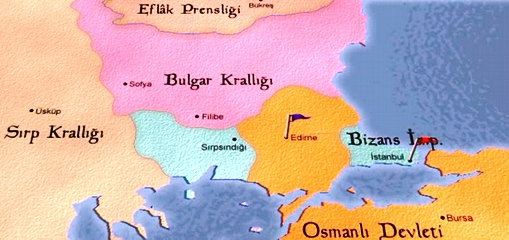 Eflâk Prensliği
Bükreş
Sofya
Bulgar Krallığı
Üsküp
Filibe
Sırp Krallığı
Sırpsındığı
Edirne
Bizans İmp.
İstanbul
Bursa
Osmanlı Devleti